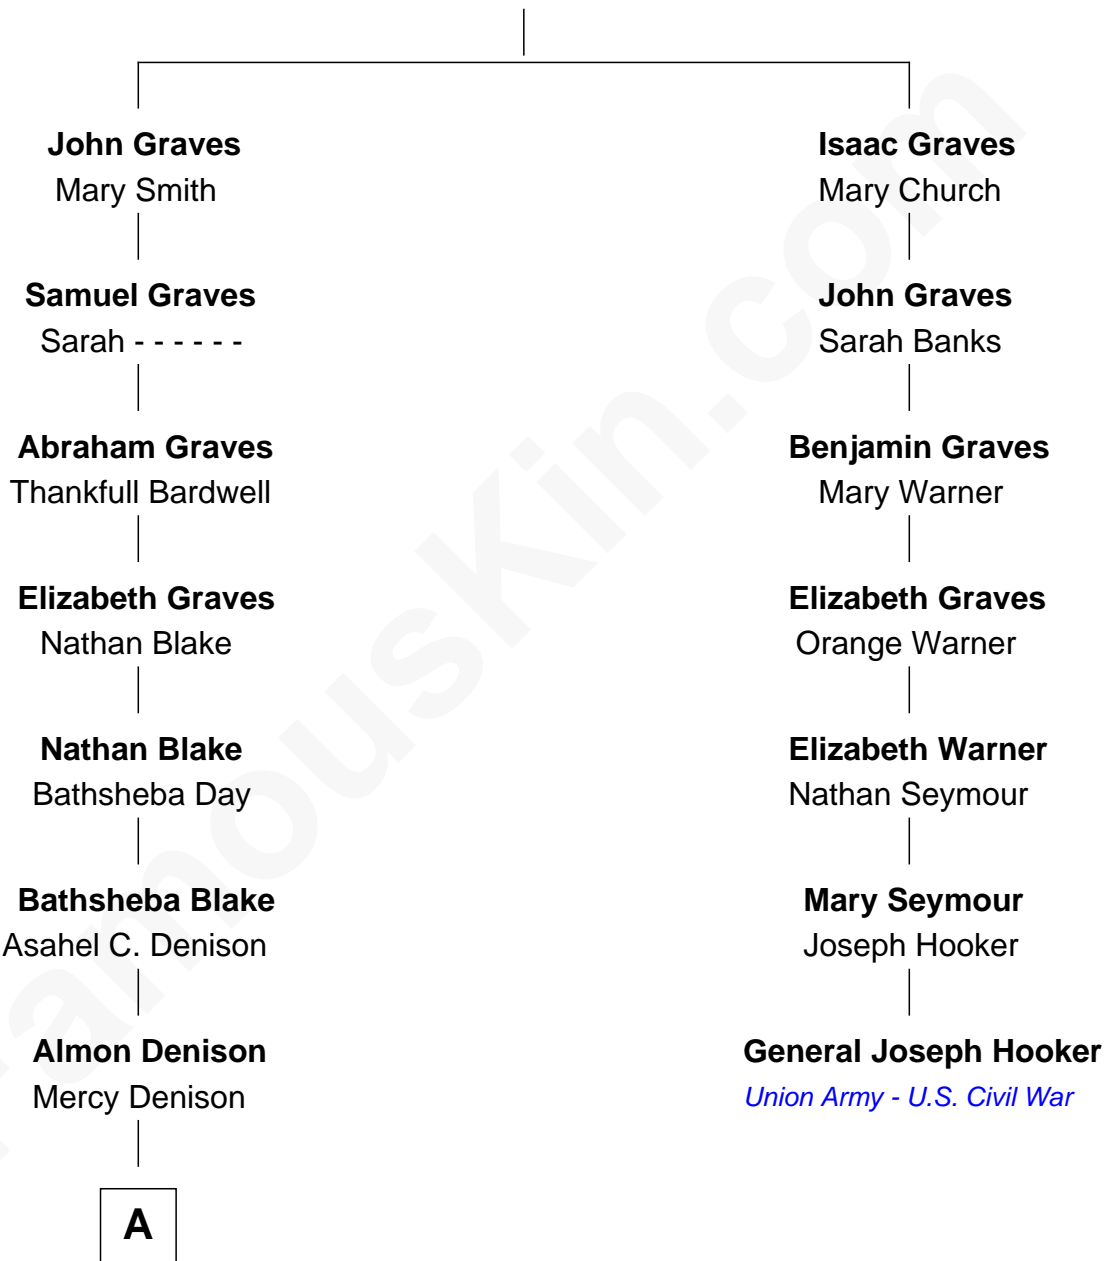 John Graves
Mary Smith
Isaac Graves
Mary Church
Samuel Graves
Sarah - - - - - -
John Graves
Sarah Banks
Abraham Graves
Thankfull Bardwell
Benjamin Graves
Mary Warner
Elizabeth Graves
Nathan Blake
Elizabeth Graves
Orange Warner
Nathan Blake
Bathsheba Day
Elizabeth Warner
Nathan Seymour
Bathsheba Blake
Asahel C. Denison
Mary Seymour
Joseph Hooker
Almon Denison
Mercy Denison
General Joseph Hooker
Union Army - U.S. Civil War
A
FamousKin.com